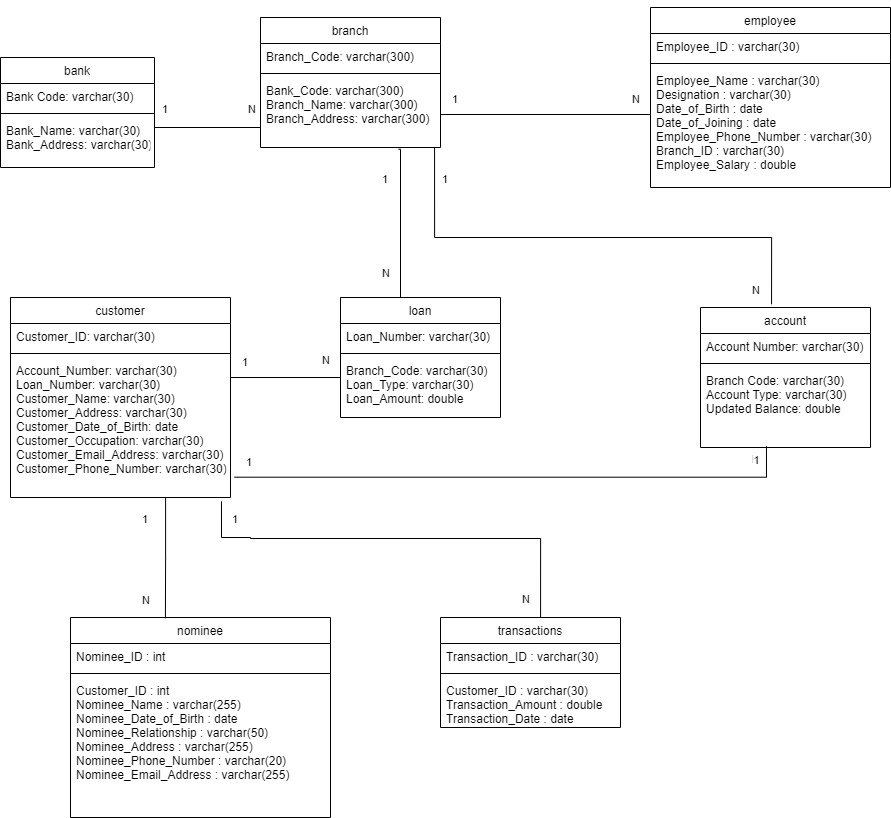 bank
Bank Code: varchar(30)
Bank_Name: varchar(30)
Bank_Address: varchar(30)
1
N
branch
Branch_Code: varchar(300)
Bank_Code: varchar(300)
Branch_Name: varchar(300)
Branch_Address: varchar(300)
1
N
employee
Employee_ID : varchar(30)
Employee_Name : varchar(30)
Designation : varchar(30)
Date_of_Birth : date
Date_of_Joining : date
Employee_Phone_Number : varchar(30)
Branch_ID : varchar(30)
Employee_Salary : double
1
1
N
N
customer
Customer_ID: varchar(30)
Account_Number: varchar(30)
Loan_Number: varchar(30)
Customer_Name: varchar(30)
Customer_Address: varchar(30)
Customer_Date_of_Birth: date
Customer_Occupation: varchar(30)
Customer_Email_Address: varchar(30)
Customer_Phone_Number: varchar(30)
1
N
loan
Loan_Number: varchar(30)
Branch_Code: varchar(30)
Loan_Type: varchar(30)
Loan_Amount: double
account
Account Number: varchar(30)
Branch Code: varchar(30)
Account Type: varchar(30)
Updated Balance: double
1
1
1
1
N
N
nominee
Nominee_ID : int
Customer_ID : int
Nominee_Name : varchar(255)
Nominee_Date_of_Birth : date
Nominee_Relationship : varchar(50)
Nominee_Address : varchar(255)
Nominee_Phone_Number : varchar(20)
Nominee_Email_Address : varchar(255)
transactions
Transaction_ID : varchar(30)
Customer_ID : varchar(30)
Transaction_Amount : double
Transaction_Date : date